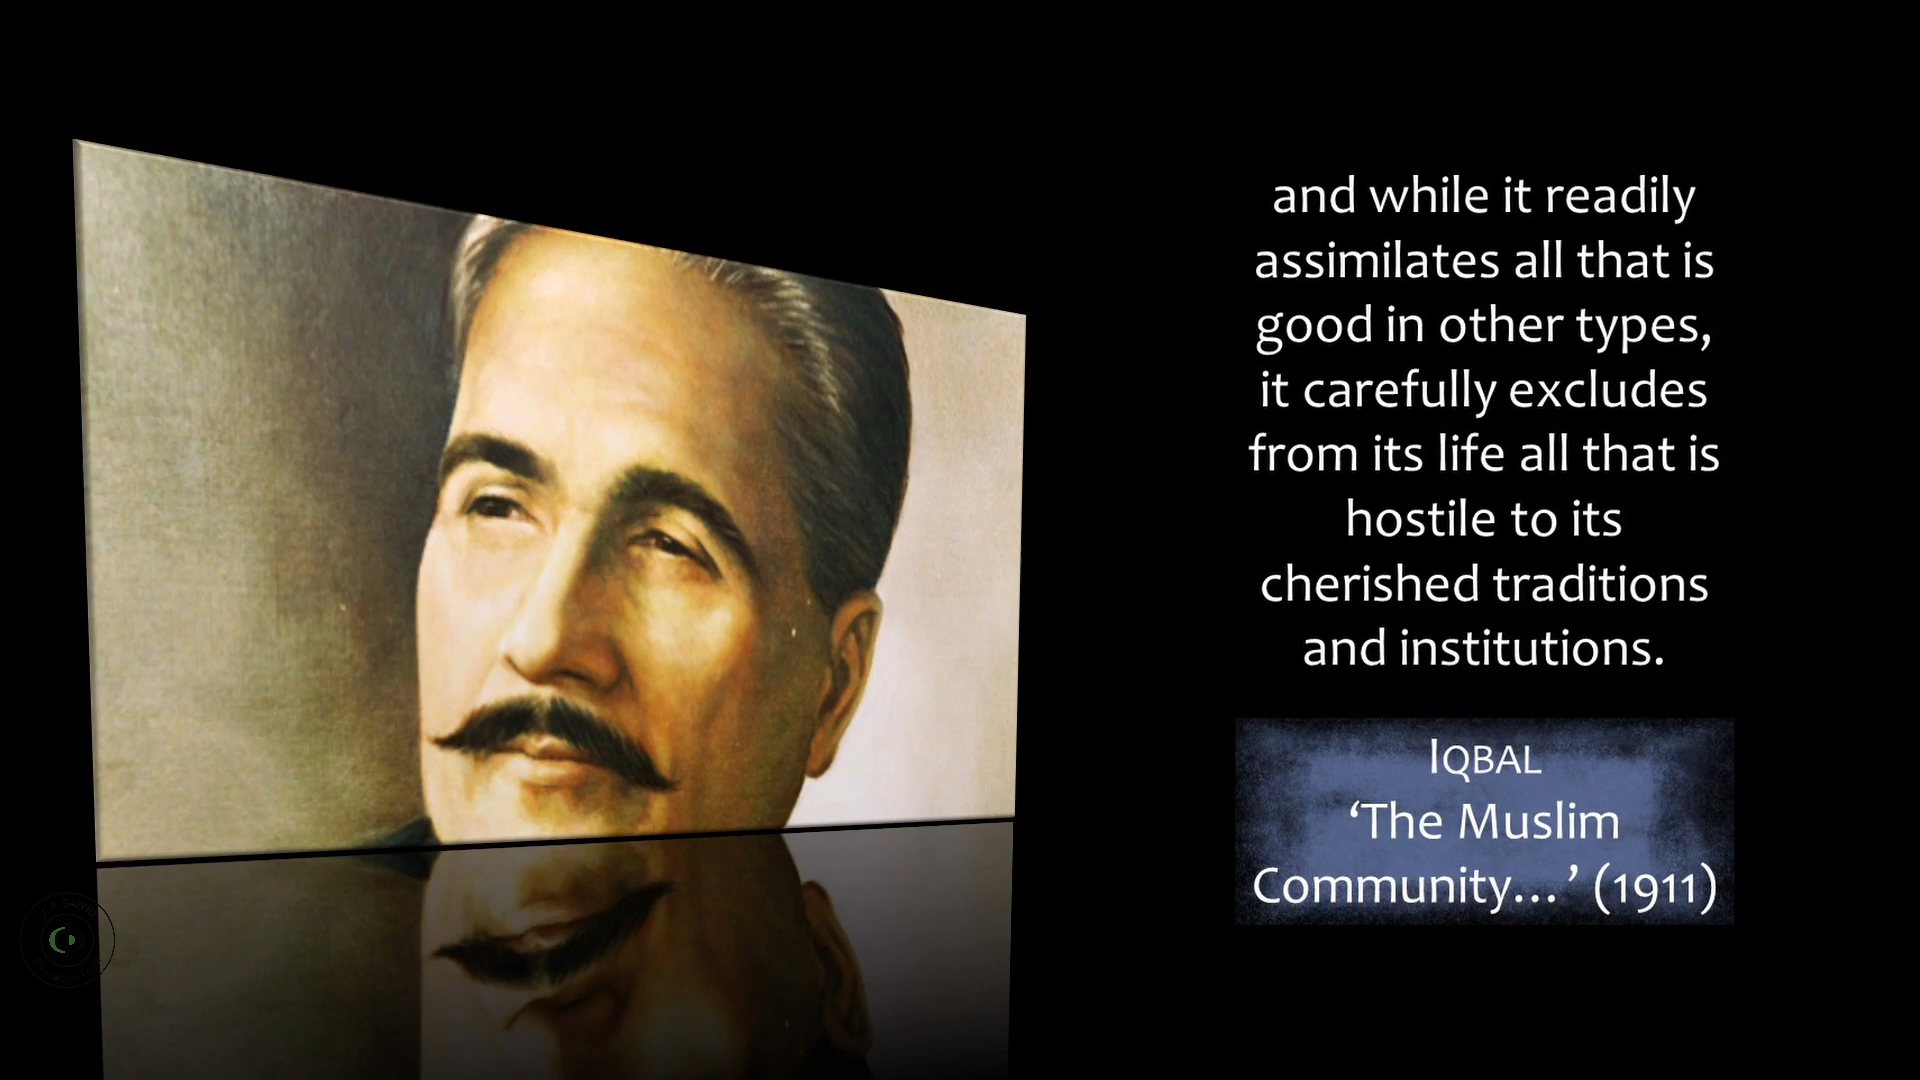 and while it readily
assimilates all that is
good in other types,
it carefully excludes
from its life all that is
hostile to its
cherished traditions
and institutions.
IQBAL
‘The Muslim
Community…’ (1911)